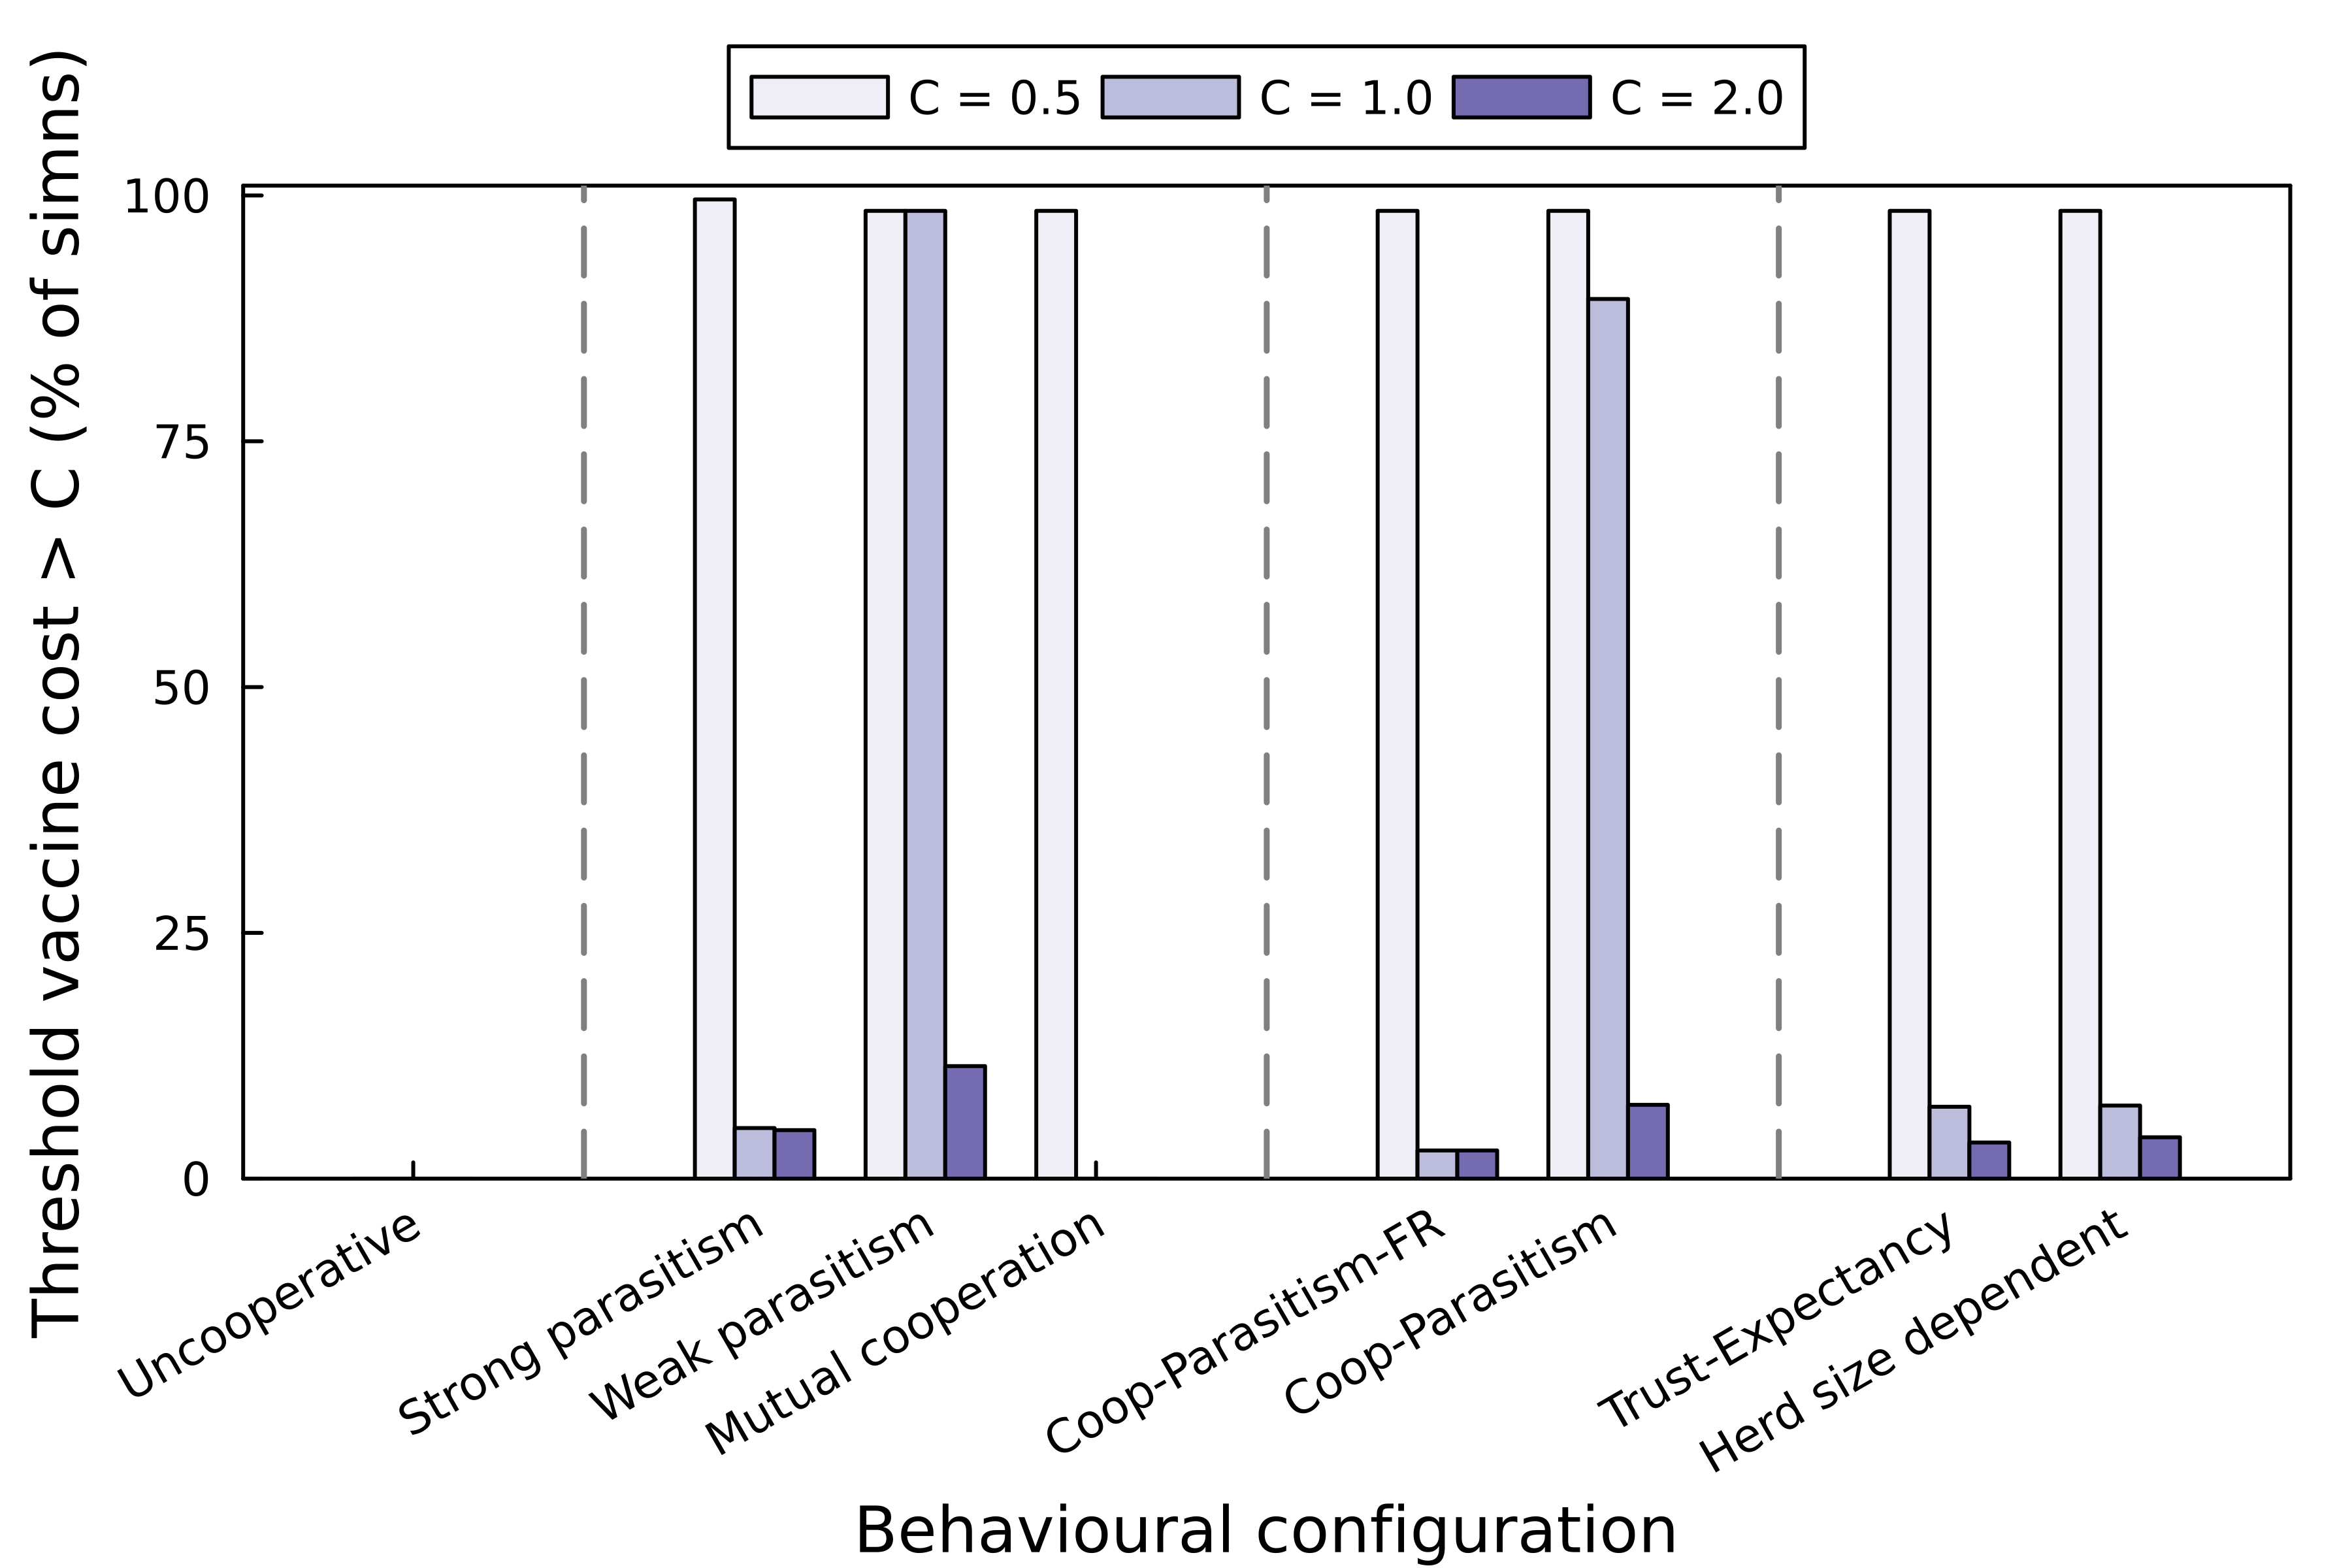 C = 0.5 C = 1.0 C = 2.0
Threshold vaccine cost > C (% of simns)
100
75
50
25
0
Uncooperative
Strong parasitism
Weak parasitism
Mutual cooperation
Coop-Parasitism-FR
Coop-Parasitism
Trust-Expectancy
Herd size dependent
Behavioural configuration